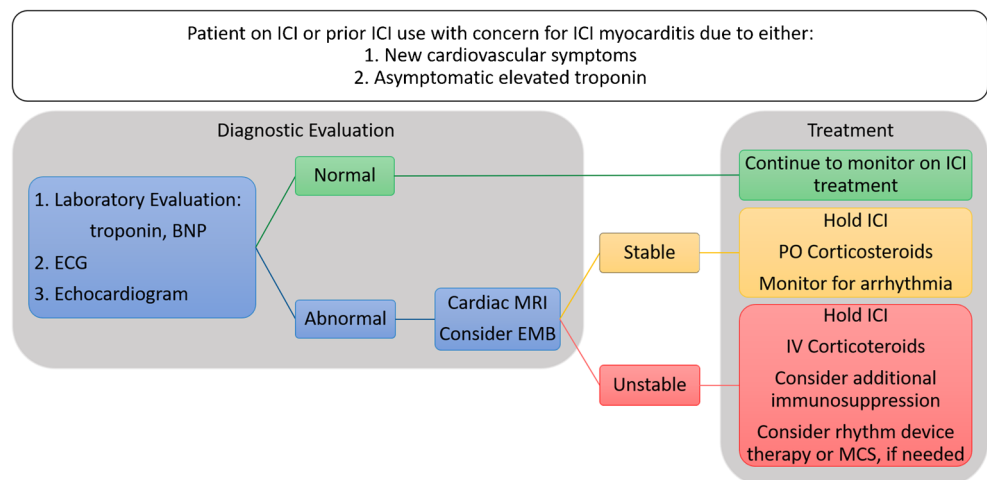 Patient on ICI or prior ICI use with concern for ICI myocarditis due to either:
1. New cardiovascular symptoms
2. Asymptomatic elevated troponin
Diagnostic Evaluation
1. Laboratory Evaluation:
troponin, BNP
2. ECG
3. Echocardiogram
Normal
Abnormal
Cardiac MRI
Consider EMB
Stable
Unstable
Treatment
Continue to monitor on ICI
treatment
Hold ICI
PO Corticosteroids
Monitor for arrhythmia
Hold ICI
IV Corticoteroids
Consider additional
immunosuppression
Consider rhythm device
therapy or MCS, if needed